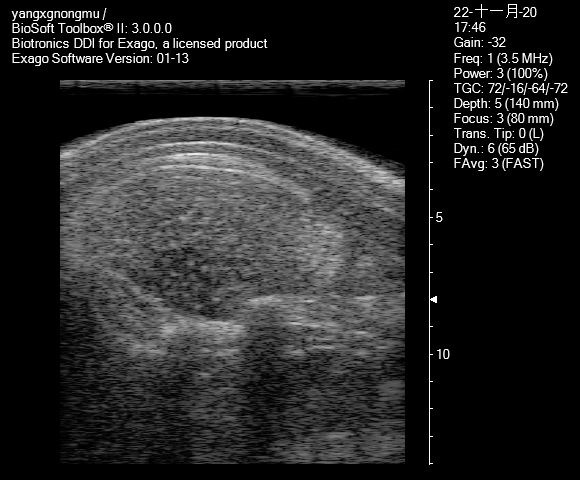 yangxgnongmu /
BioSoft Toolbox® II: 3.0.0.0
Biotronics DDI for Exago, a licensed product
Exago Software Version: 01-13
22-十一月-20
17:46
Gain: -32
Freq: 1 (3.5 MHz)
Power: 3 (100%)
TGC: 72/-16/-64/-72
Depth: 5 (140 mm)
Focus: 3 (80 mm)
Trans. Tip: 0 (L)
Dyn.: 6 (65 dB)
FAvg: 3 (FAST)
5
10